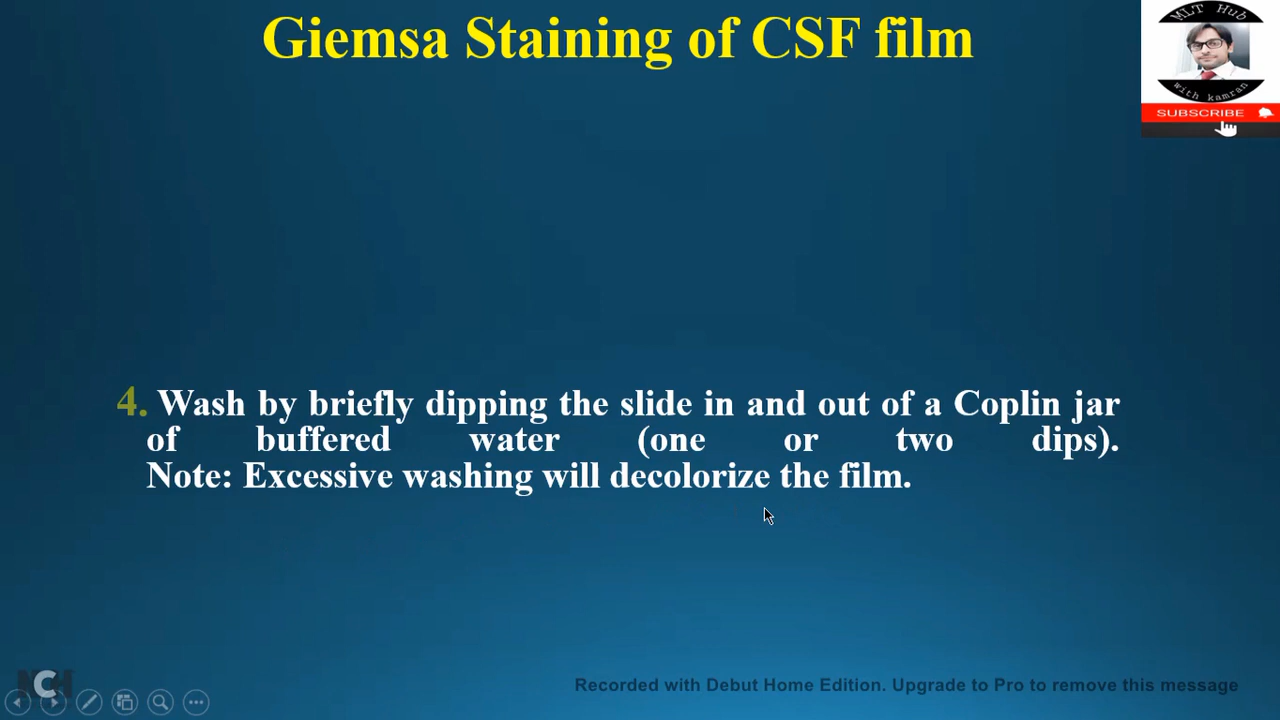 Giemsa Staining of CSF film
MLT Hub
with kamran
SUBSCRIBE
4. Wash by briefly dipping the slide in and out of a Coplin jar
of buffered water (one or two dips).
Note: Excessive washing will decolorize the film.
Recorded with Debut Home Edition. Upgrade to Pro to remove this message